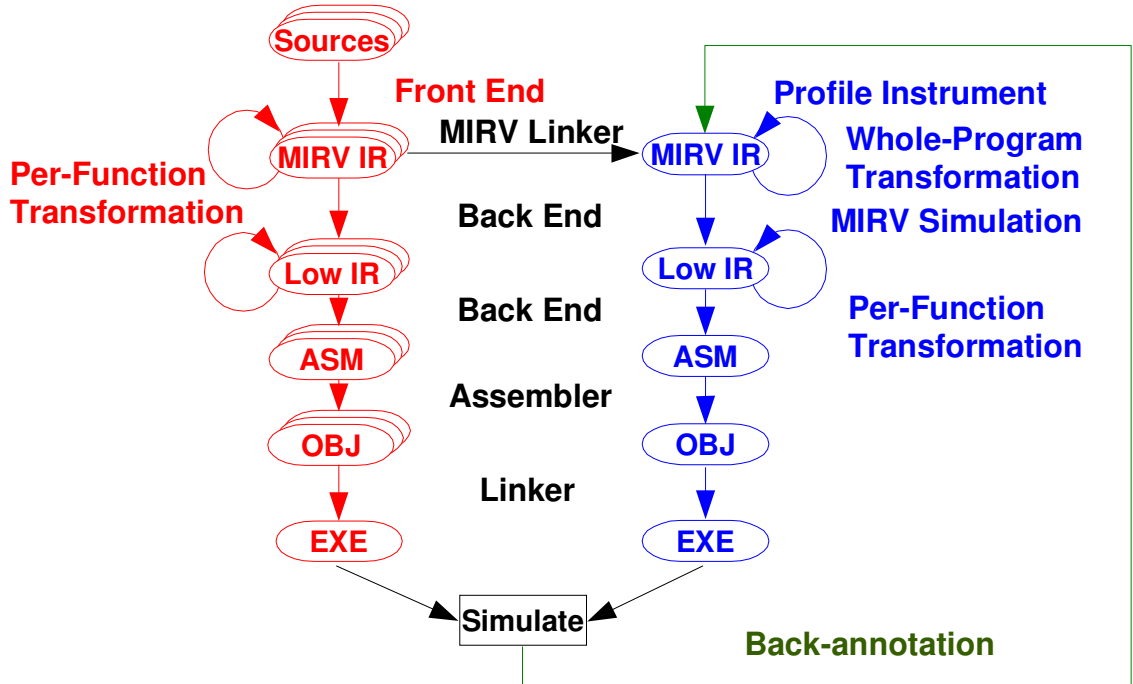 Sources
Front End
Profile Instrument
MIRV Linker
MIRV IR
MIRV IR
Whole-Program
Transformation
Per-Function
Transformation
Back End
MIRV Simulation
Low IR
Low IR
Back End
Per-Function
Transformation
ASM
ASM
Assembler
OBJ
OBJ
Linker
EXE
EXE
Simulate
Back-annotation